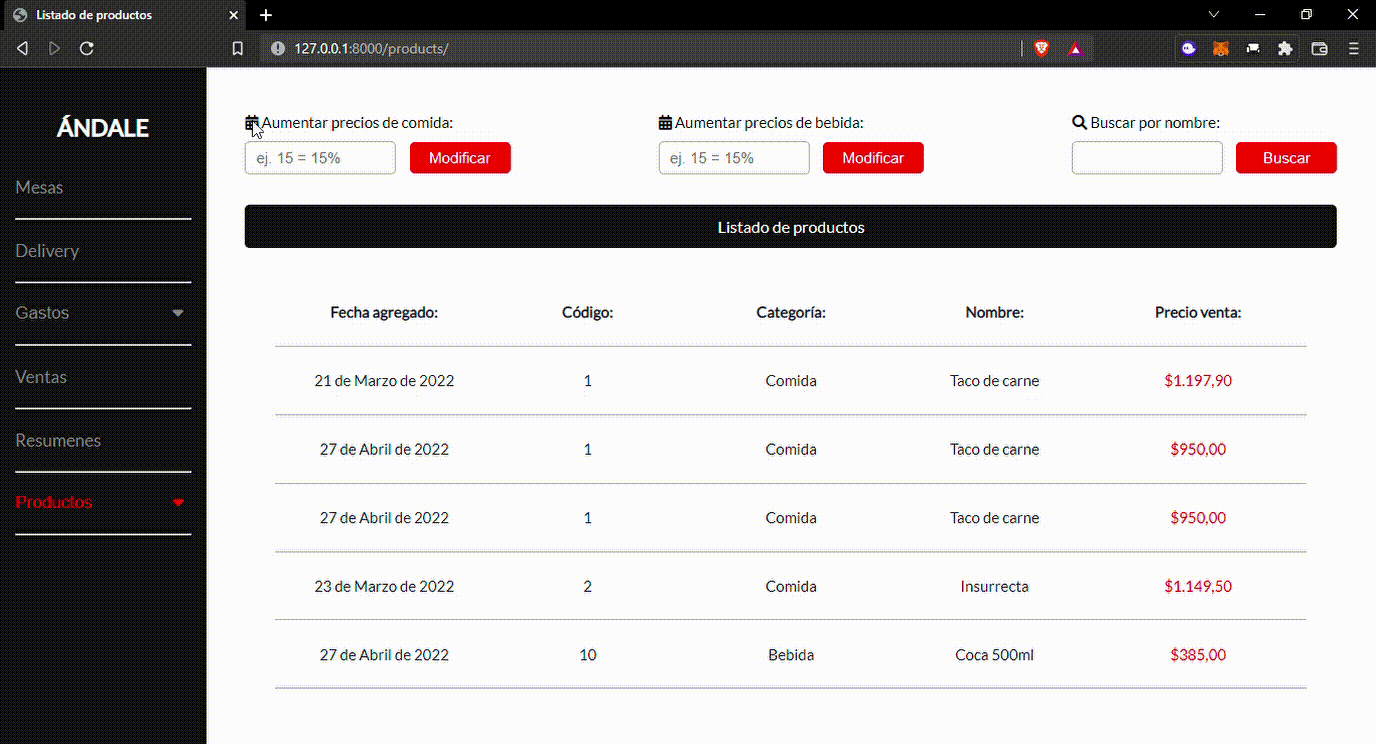 Listado de productos
127.0.0.1:8000/products/
ÁNDALE
Mesas
Delivery
Gastos
Ventas
Resumenes
Productos
Aumentar precios de comida:
ej. 15 = 15%
Modificar
Aumentar precios de bebida:
ej. 15 = 15%
Modificar
Buscar por nombre:
Buscar
Listado de productos
Fecha agregado: Código: Categoría: Nombre: Precio venta:
21 de Marzo de 2022 1 Comida Taco de carne $1.197,90
27 de Abril de 2022 1 Comida Taco de carne $950,00
27 de Abril de 2022 1 Comida Taco de carne $950,00
23 de Marzo de 2022 2 Comida Insurrecta $1.149,50
27 de Abril de 2022 10 Bebida Coca 500ml $385,00